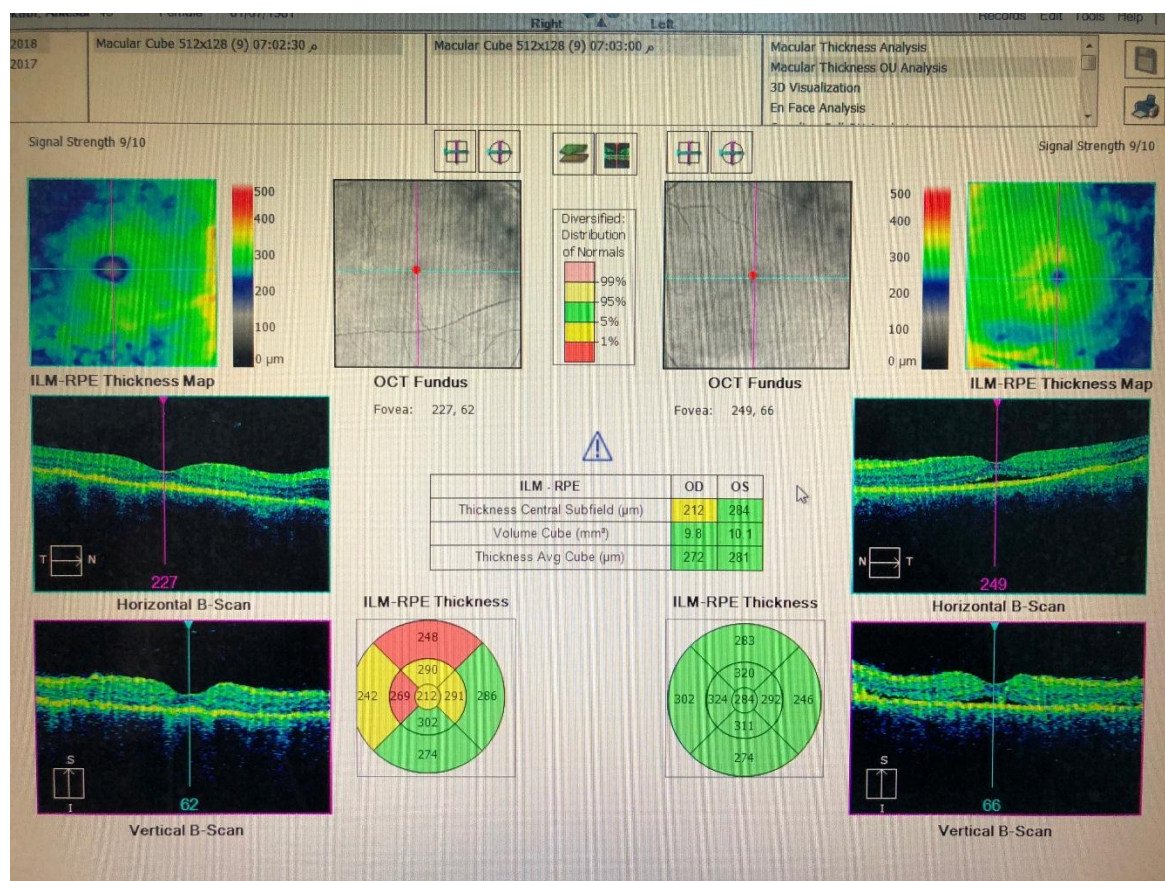 Female
Right Left
Records Edit Tools Help
2018
2017
Macular Cube 512x128 (9) 07:02:30 م
Macular Cube 512x128 (9) 07:03:00 م
Macular Thickness Analysis
Macular Thickness OU Analysis
3D Visualization
En Face Analysis
Signal Strength 9/10
Signal Strength 9/10
500
400
300
200
100
0 µm
Diversified:
Distribution
of Normals
99%
95%
5%
1%
500
400
300
200
100
0 µm
ILM-RPE Thickness Map
OCT Fundus
OCT Fundus
ILM-RPE Thickness Map
Fovea: 227, 62
Fovea: 249, 66
ILM - RPE OD OS
Thickness Central Subfield (µm) 212 284
Volume Cube (mm³) 9.8 10.1
Thickness Avg Cube (µm) 272 281
T N
227
Horizontal B-Scan
N T
249
Horizontal B-Scan
ILM-RPE Thickness
248
290
242 269 212 291 286
302
274
ILM-RPE Thickness
283
320
302 324 284 292 246
311
274
S
I
62
Vertical B-Scan
S
I
66
Vertical B-Scan